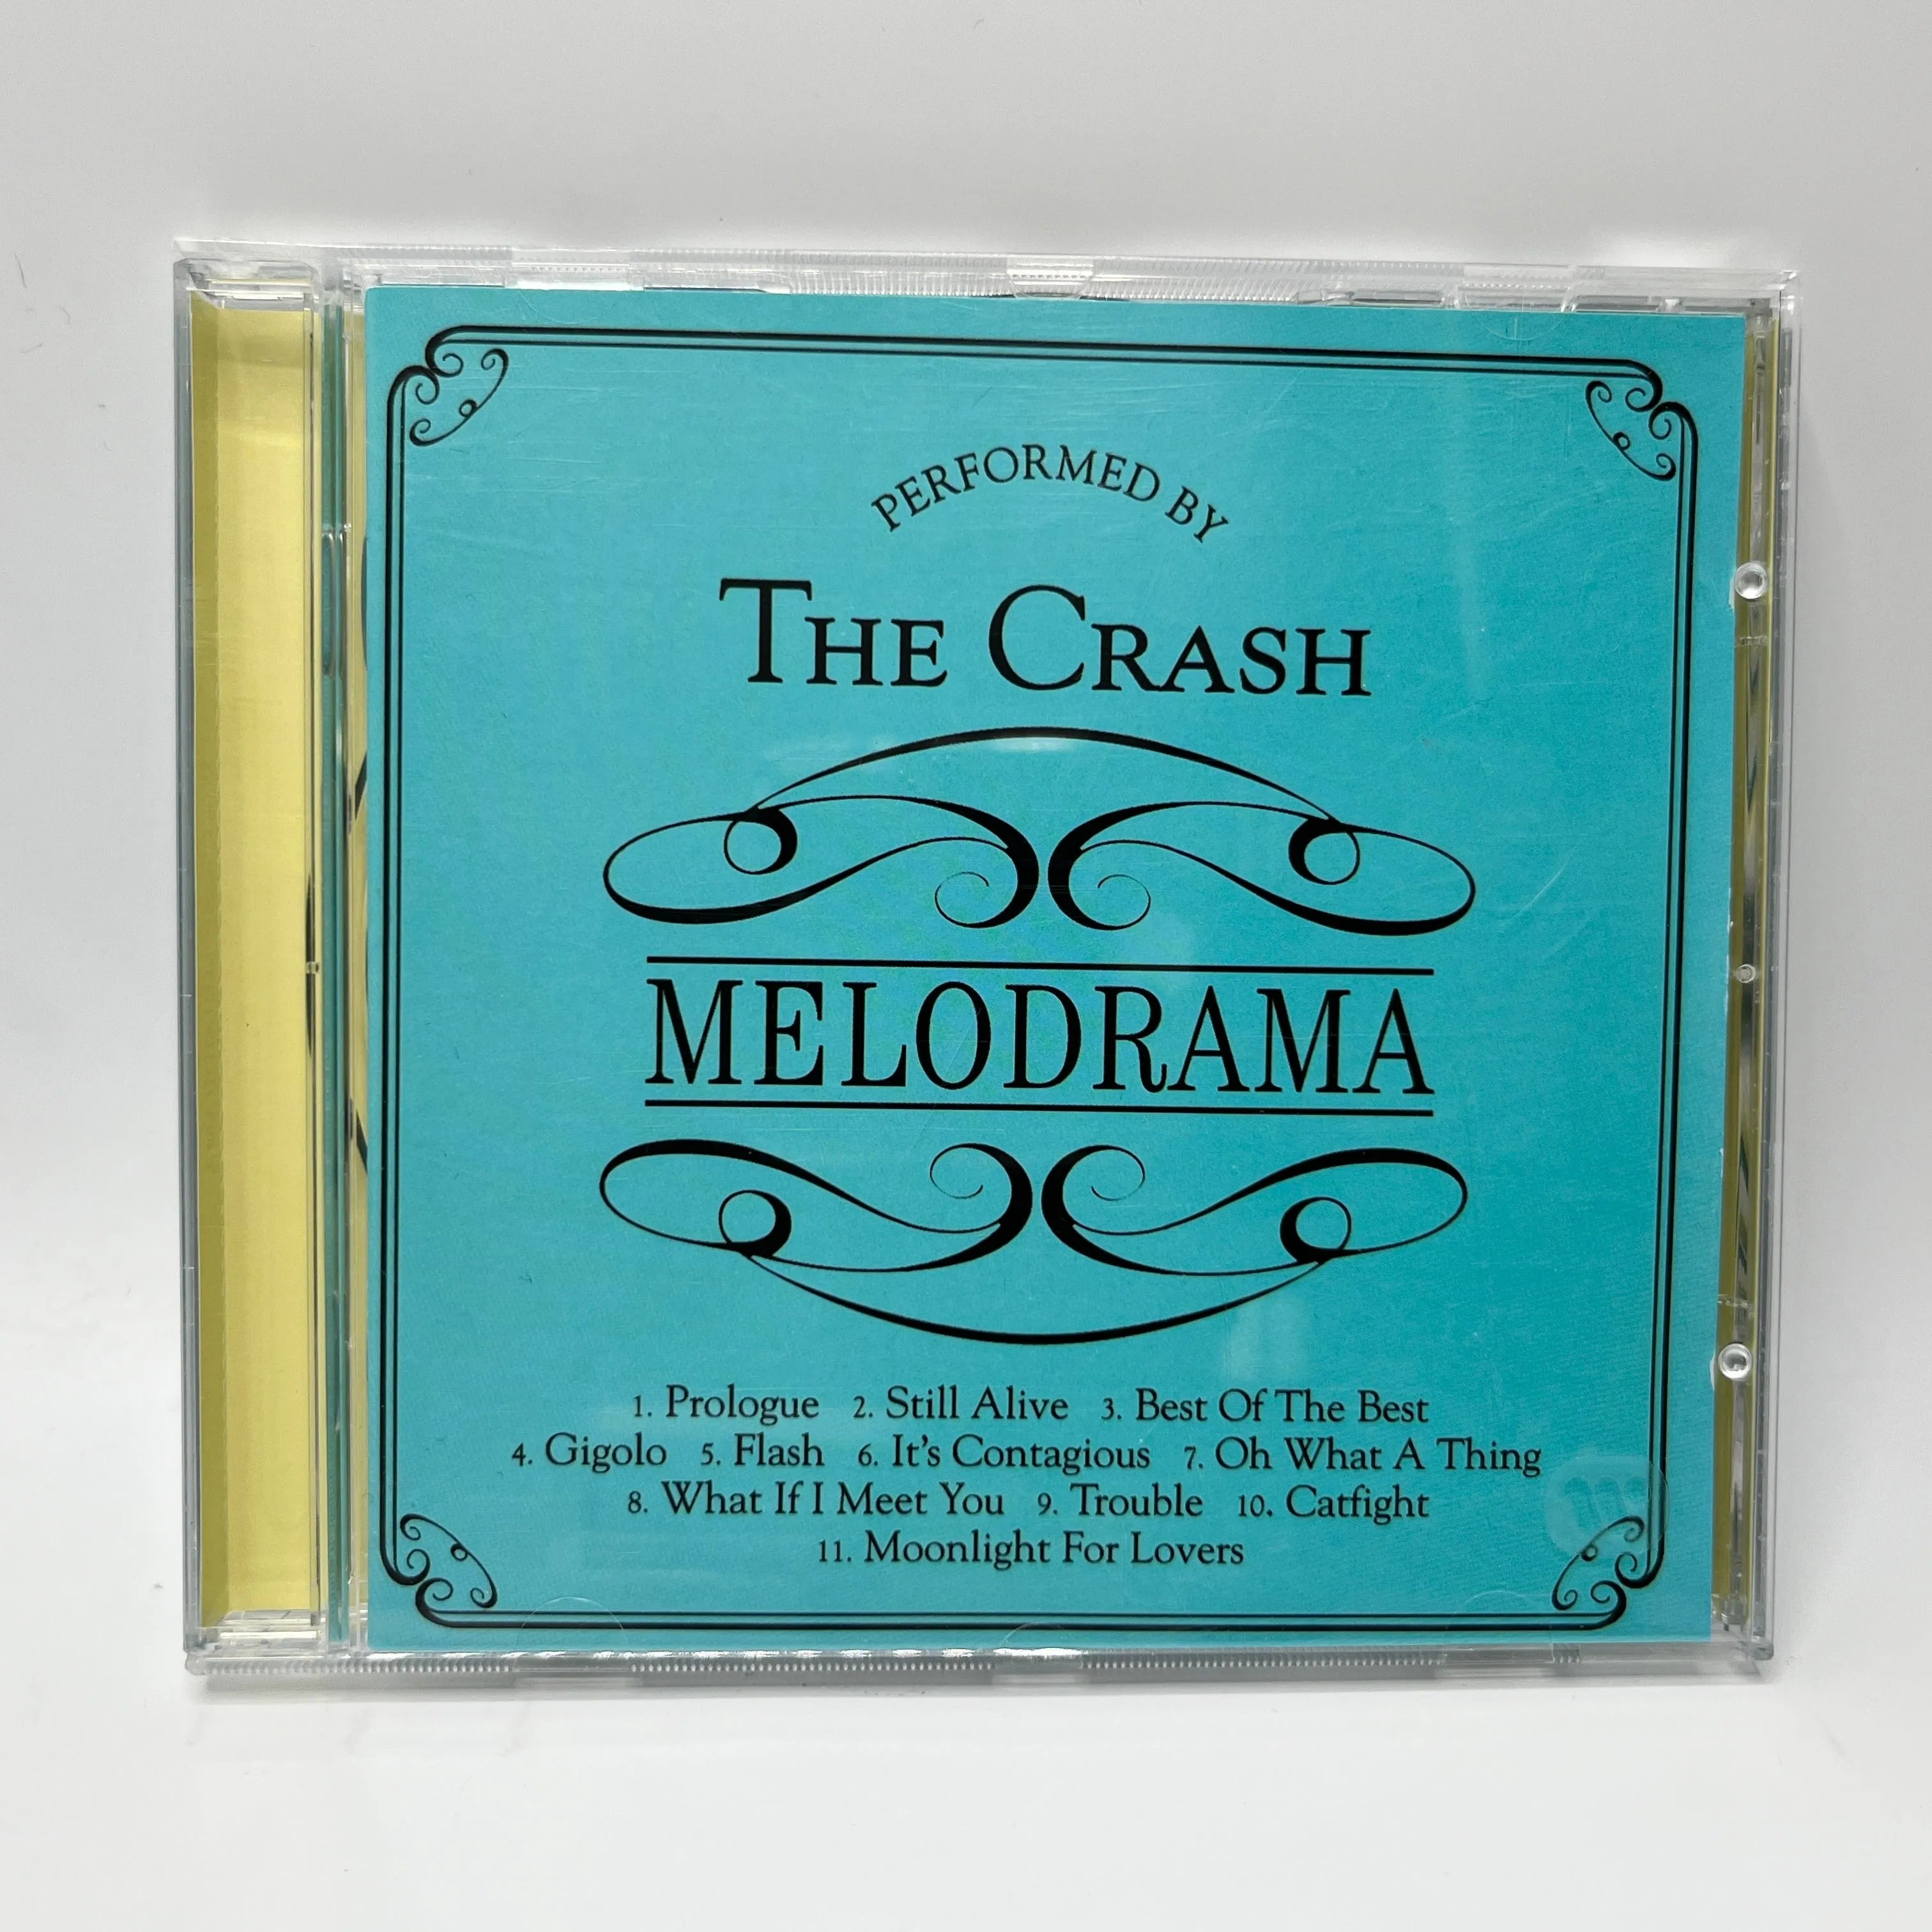 PERFORMED BY
THE CRASH
MELODRAMA
1. Prologue 2. Still Alive 3. Best Of The Best
4. Gigolo 5. Flash 6. It's Contagious 7. Oh What A Thing
8. What If I Meet You 9. Trouble 10. Catfight
11. Moonlight For Lovers